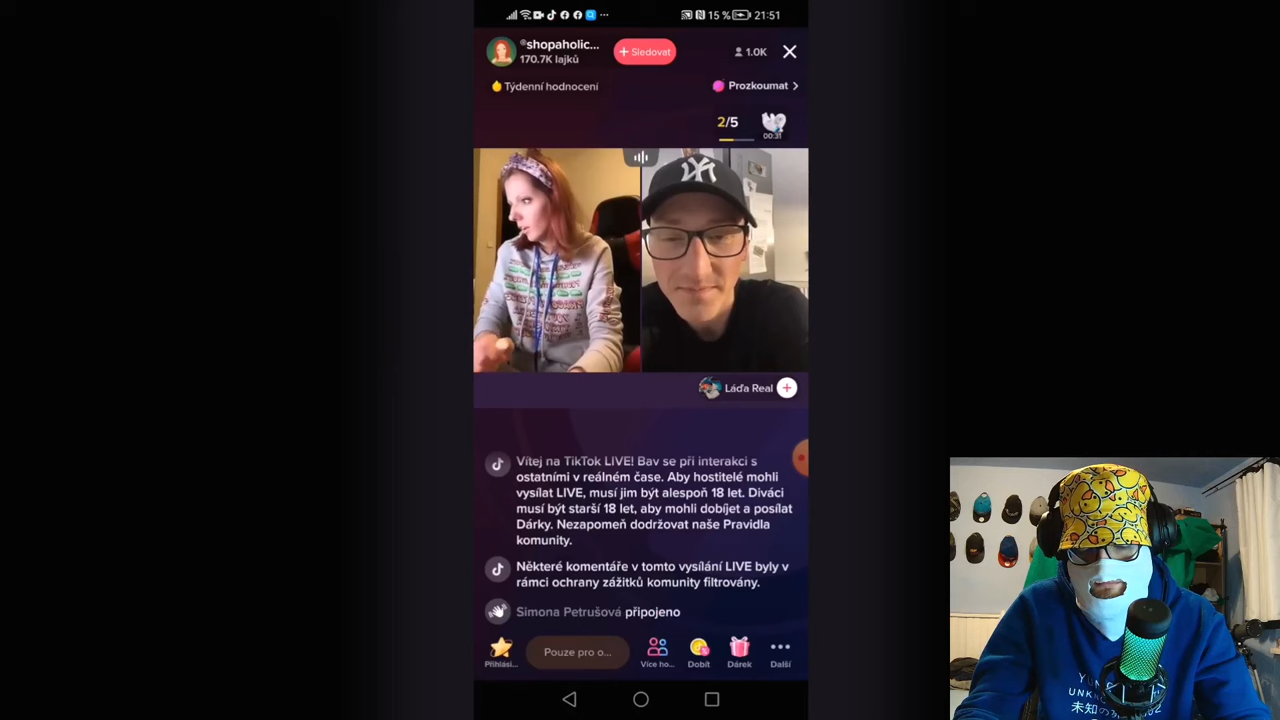 15 % 21:51
®shopaholic...
170.7K lajků
+ Sledovat
1.0K
Týdenní hodnocení
Prozkoumat
2/5
00:31
NY
Láďa Real
Vítej na TikTok LIVE! Bav se při interakci s
ostatními v reálném čase. Aby hostitelé mohli
vysílat LIVE, musí jim být alespoň 18 let. Diváci
musí být starší 18 let, aby mohli dobíjet a posílat
Dárky. Nezapomeň dodržovat naše Pravidla
komunity.
Některé komentáře v tomto vysílání LIVE byly v
rámci ochrany zážitků komunity filtrovány.
Simona Petrušová připojeno
Pouze pro o...
Přihlási...
Více ho...
Dobít
Dárek
Další
未知の